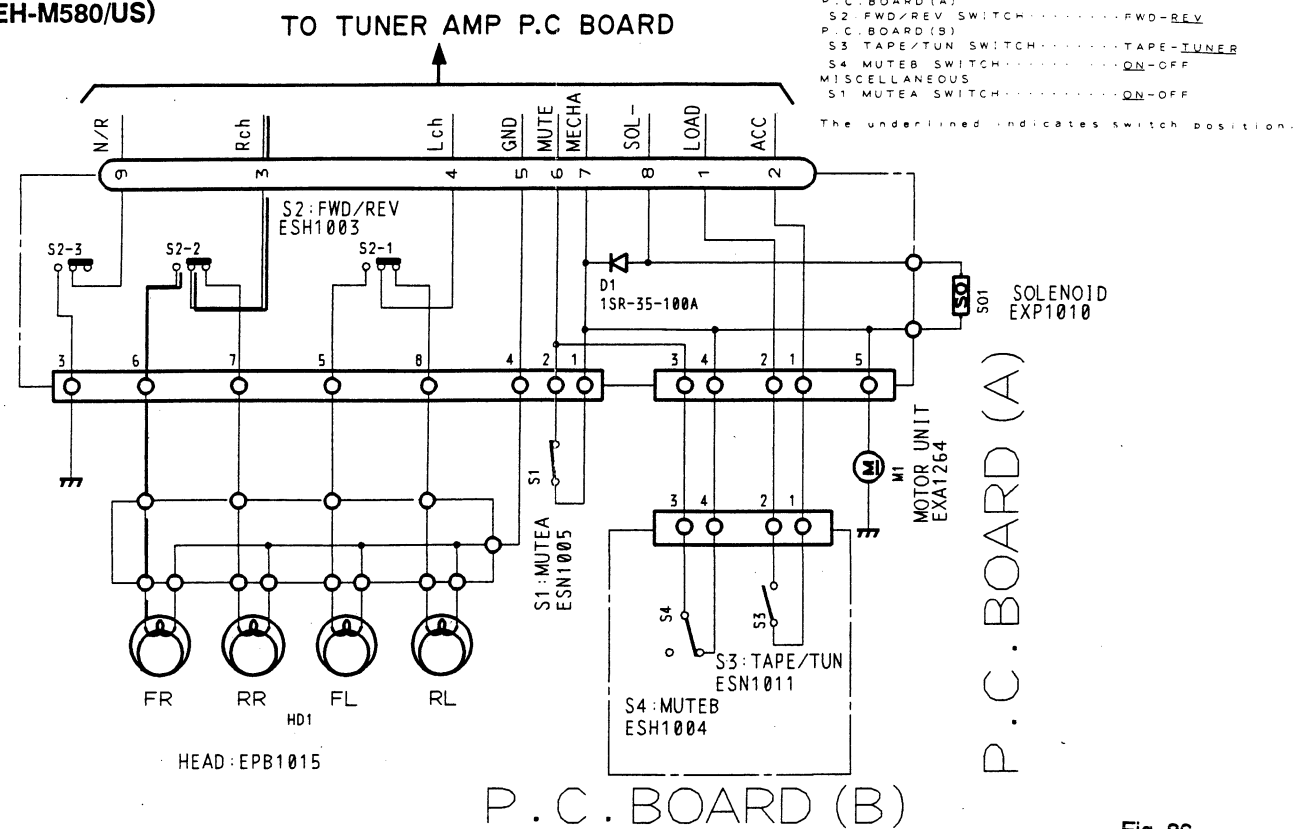 EH-M580/US)
TO TUNER AMP P.C BOARD
P.C.BOARD(A)
S2 FWD/REV SWITCH········FWD-REV
P.C.BOARD(B)
S3 TAPE/TUN SWITCH·······TAPE-TUNER
S4 MUTEB SWITCH······ ···ON-OFF
MISCELLANEOUS
S1 MUTEA SWITCH··········ON-OFF
The underlined indicates switch position.
N/R
Rch
Lch
GND
MUTE
MECHA
SOL-
LOAD
ACC
9 3 4 5 6 7 8 1 2
S2:FWD/REV
ESH1003
S2-3
S2-2
S2-1
D1
1SR-35-100A
SO
SO1
SOLENOID
EXP1010
3 6 7 5 8 4 2 1
3 4 2 1 5
S1
S1:MUTEA
ESN1005
M
M1
MOTOR UNIT
EXA1264
3 4 2 1
S4
S3
S3:TAPE/TUN
ESN1011
S4:MUTEB
ESH1004
FR RR FL RL
HD1
HEAD:EPB1015
P.C.BOARD (A)
P.C.BOARD (B)